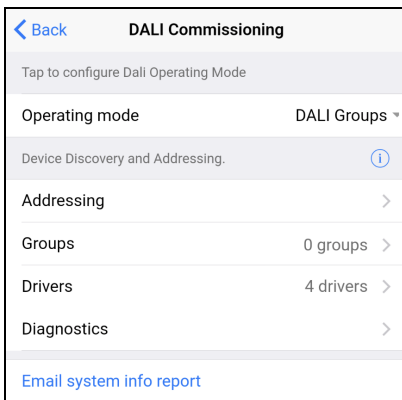 Back DALI Commissioning
Tap to configure Dali Operating Mode
Operating mode DALI Groups
Device Discovery and Addressing.
Addressing
Groups 0 groups
Drivers 4 drivers
Diagnostics
Email system info report